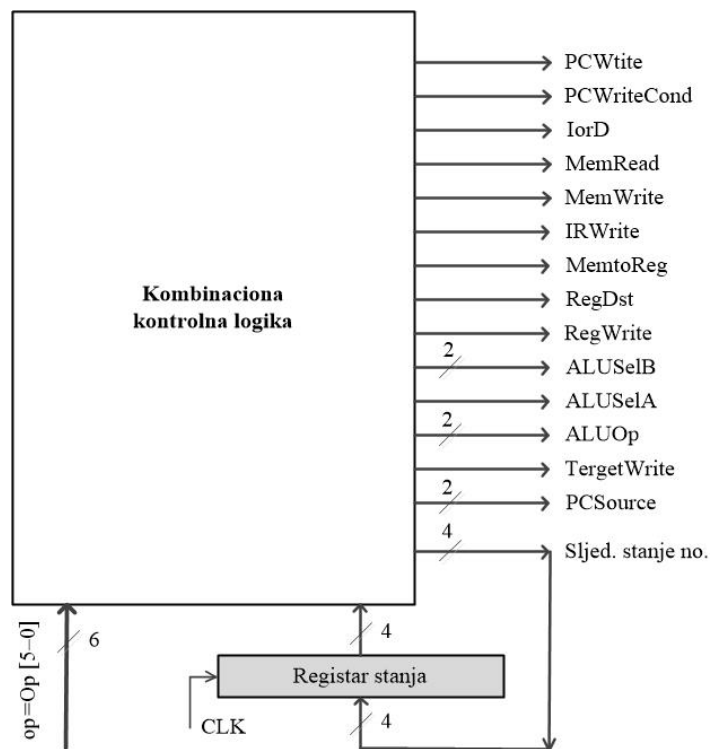 PCWtite
PCWriteCond
IorD
MemRead
MemWrite
IRWrite
MemtoReg
RegDst
RegWrite
2
ALUSelB
ALUSelA
2
ALUOp
TergetWrite
2
PCSource
4
Sljed. stanje no.
Kombinaciona
kontrolna logika
op=Op [5–0]
6
4
Registar stanja
CLK
4